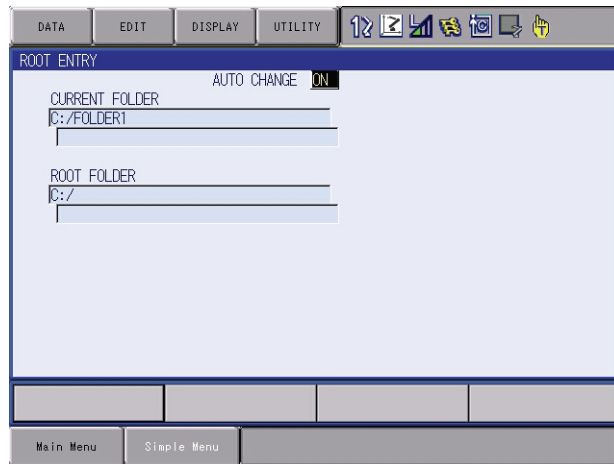 DATA EDIT DISPLAY UTILITY
ROOT ENTRY
AUTO CHANGE ON
CURRENT FOLDER
C:/FOLDER1
ROOT FOLDER
C:/
Main Menu Simple Menu